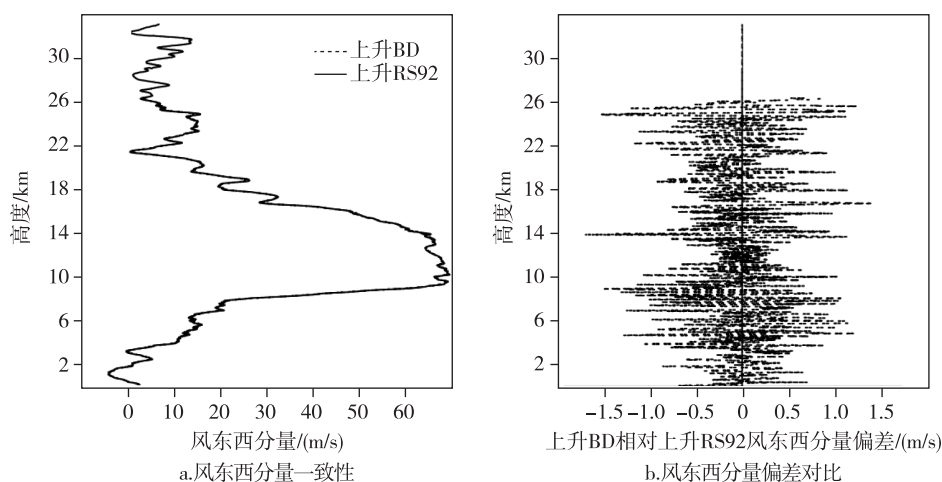 上升BD
上升RS92
30
26
22
18
14
10
6
2
高度/km
0 10 20 30 40 50 60
风东西分量/(m/s)
a.风东西分量一致性
30
26
22
18
14
10
6
2
高度/km
-1.5 -1.0 -0.5 0 0.5 1.0 1.5
上升BD相对上升RS92风东西分量偏差/(m/s)
b.风东西分量偏差对比